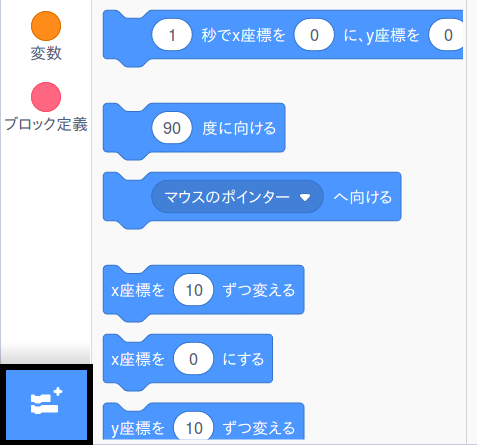 変数
ブロック定義
1 秒でx座標を 0 に、y座標を 0
90 度に向ける
マウスのポインター へ向ける
x座標を 10 ずつ変える
x座標を 0 にする
y座標を 10 ずつ変える